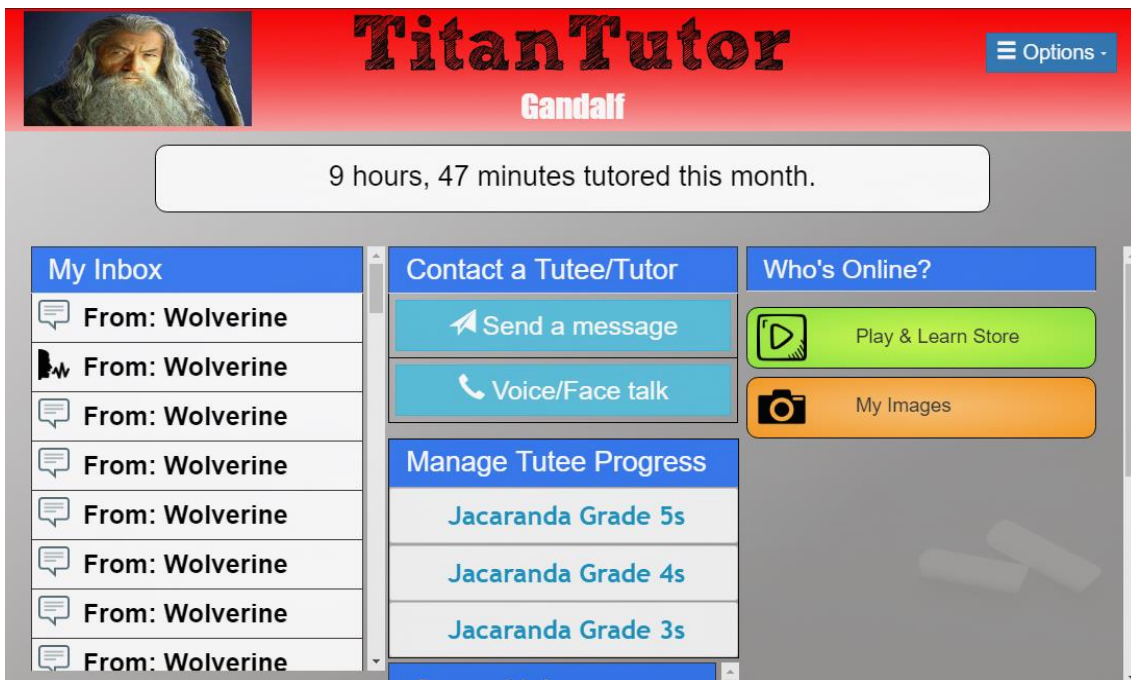 TitanTutor
Gandalf
Options
9 hours, 47 minutes tutored this month.
My Inbox
From: Wolverine
From: Wolverine
From: Wolverine
From: Wolverine
From: Wolverine
From: Wolverine
From: Wolverine
From: Wolverine
Contact a Tutee/Tutor
Send a message
Voice/Face talk
Manage Tutee Progress
Jacaranda Grade 5s
Jacaranda Grade 4s
Jacaranda Grade 3s
Who's Online?
Play & Learn Store
My Images